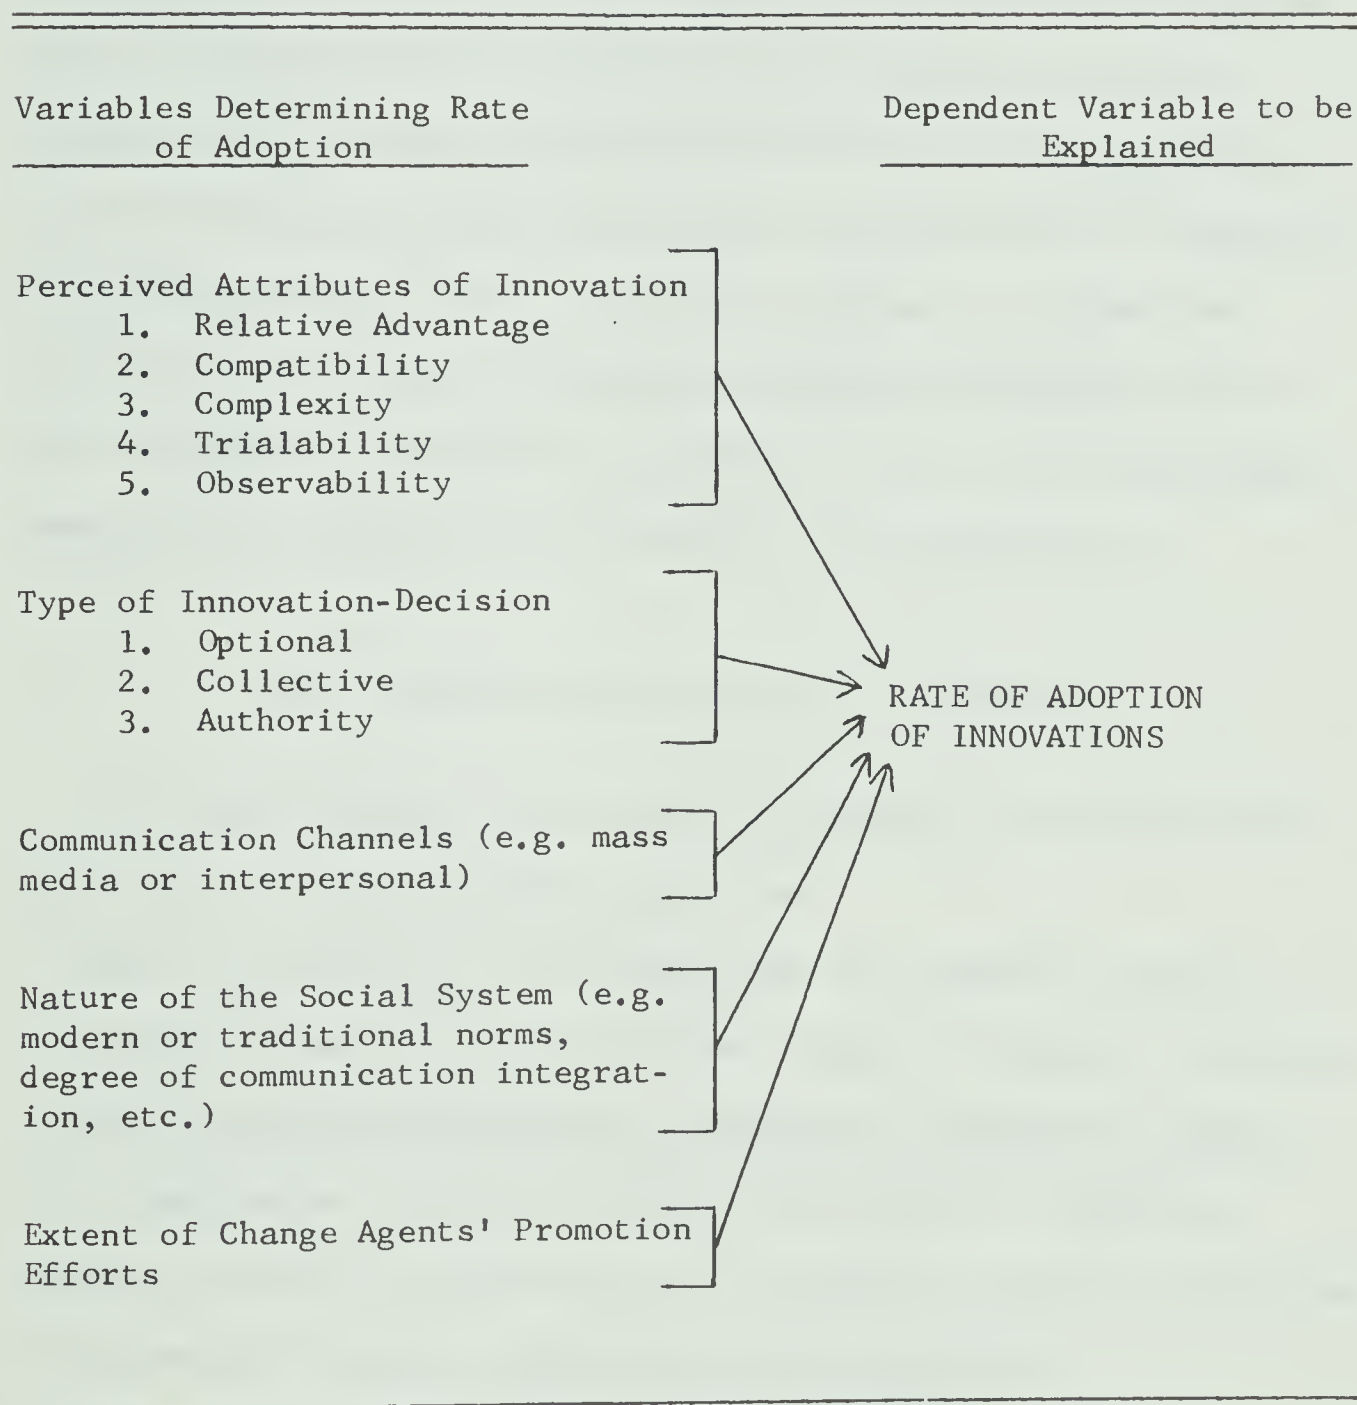 Variables Determining Rate
of Adoption
Dependent Variable to be
Explained
Perceived Attributes of Innovation
1. Relative Advantage
2. Compatibility
3. Complexity
4. Trialability
5. Observability
Type of Innovation-Decision
1. Optional
2. Collective
3. Authority
RATE OF ADOPTION
OF INNOVATIONS
Communication Channels (e.g. mass
media or interpersonal)
Nature of the Social System (e.g.
modern or traditional norms,
degree of communication integrat-
ion, etc.)
Extent of Change Agents' Promotion
Efforts